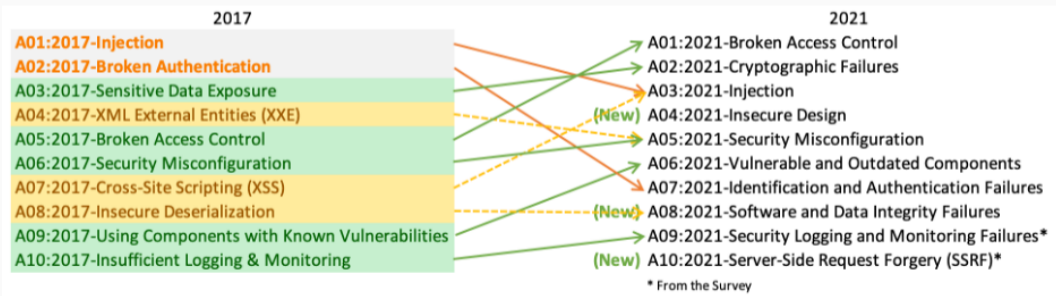 2017
A01:2017-Injection
A02:2017-Broken Authentication
A03:2017-Sensitive Data Exposure
A04:2017-XML External Entities (XXE)
A05:2017-Broken Access Control
A06:2017-Security Misconfiguration
A07:2017-Cross-Site Scripting (XSS)
A08:2017-Insecure Deserialization
A09:2017-Using Components with Known Vulnerabilities
A10:2017-Insufficient Logging & Monitoring
2021
A01:2021-Broken Access Control
A02:2021-Cryptographic Failures
A03:2021-Injection
(New) A04:2021-Insecure Design
A05:2021-Security Misconfiguration
A06:2021-Vulnerable and Outdated Components
A07:2021-Identification and Authentication Failures
(New) A08:2021-Software and Data Integrity Failures
A09:2021-Security Logging and Monitoring Failures*
(New) A10:2021-Server-Side Request Forgery (SSRF)*
* From the Survey